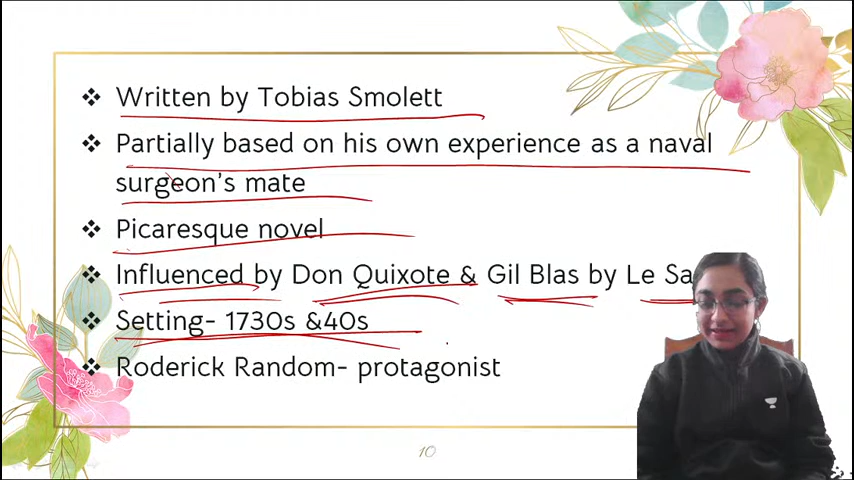 ❖ Written by Tobias Smolett
❖ Partially based on his own experience as a naval
surgeon's mate
❖ Picaresque novel
❖ Influenced by Don Quixote & Gil Blas by Le Sa
❖ Setting- 1730s &40s
❖ Roderick Random- protagonist
10